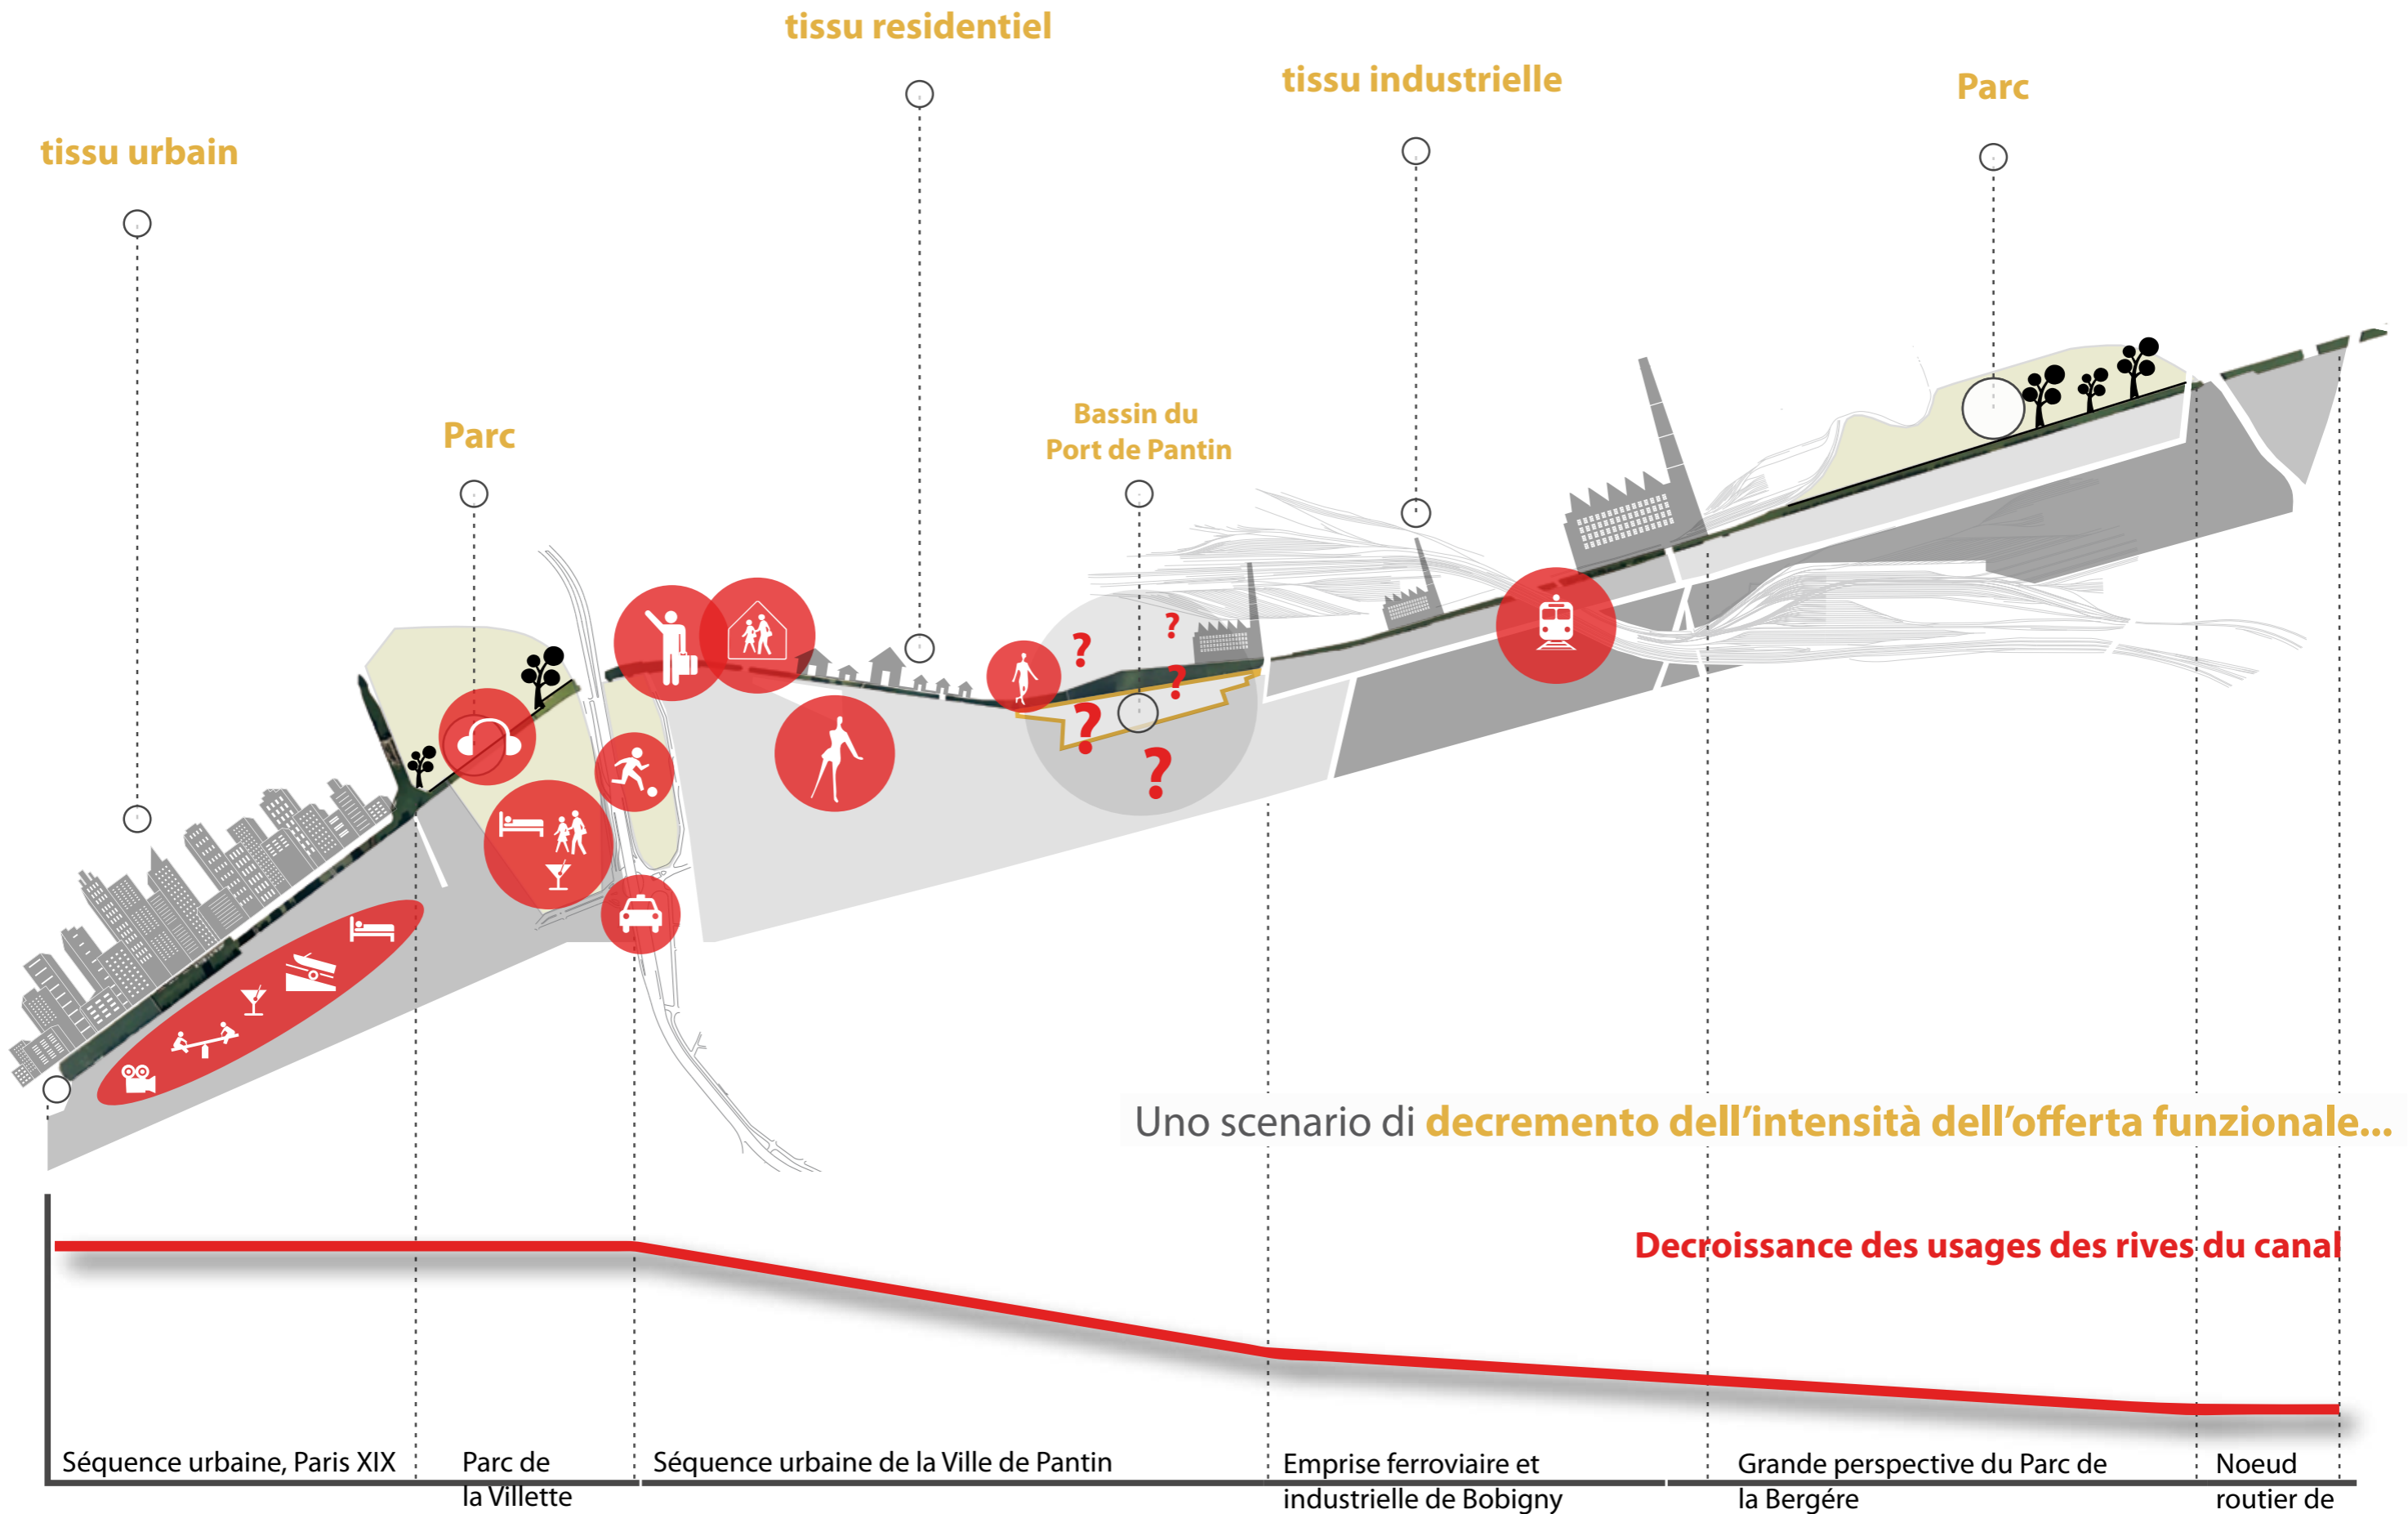 tissu residentiel
tissu industrielle
Parc
tissu urbain
Bassin du
Port de Pantin
Parc
?
?
?
?
?
Uno scenario di decremento dell’intensità dell’offerta funzionale...
Decroissance des usages des rives du canal
Séquence urbaine, Paris XIX
Parc de
la Villette
Séquence urbaine de la Ville de Pantin
Emprise ferroviaire et
industrielle de Bobigny
Grande perspective du Parc de
la Bergére
Noeud
routier de